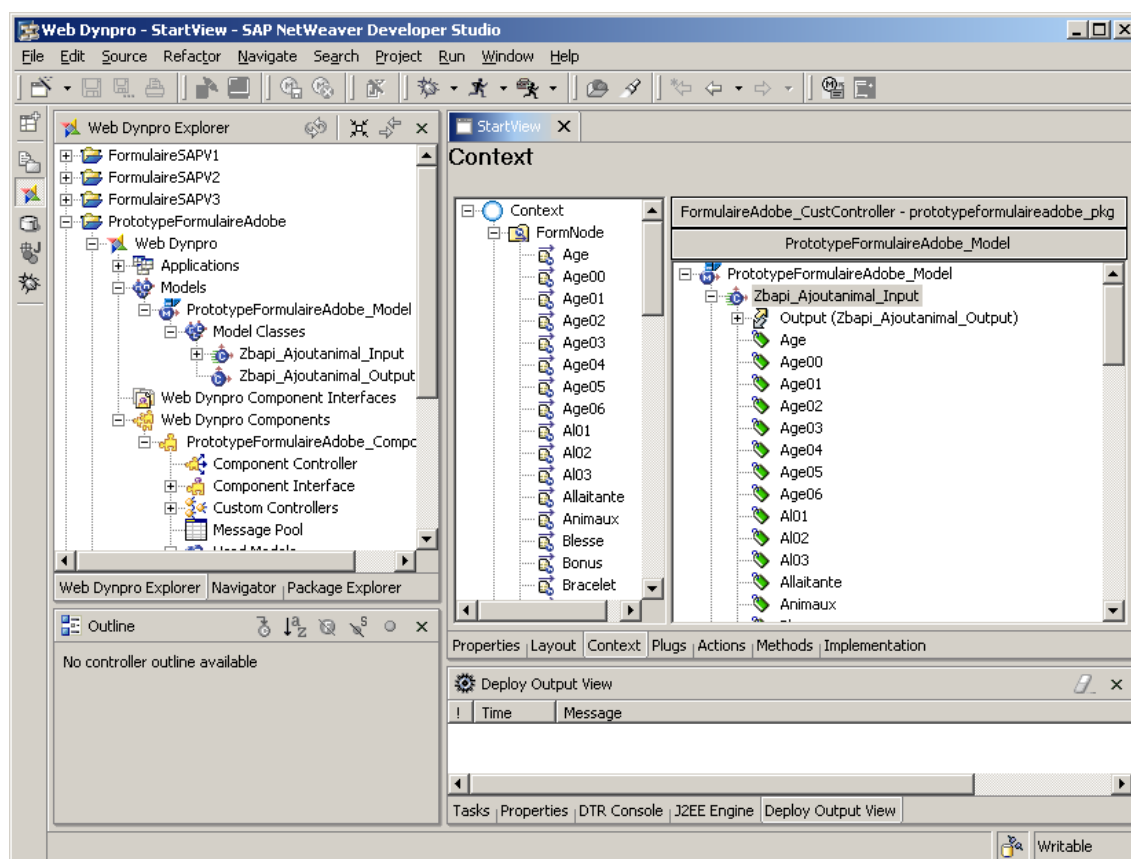 Web Dynpro - StartView - SAP NetWeaver Developer Studio
File Edit Source Refactor Navigate Search Project Run Window Help
Web Dynpro Explorer
FormulaireSAPV1
FormulaireSAPV2
FormulaireSAPV3
PrototypeFormulaireAdobe
Web Dynpro
Applications
Models
PrototypeFormulaireAdobe_Model
Model Classes
Zbapi_Ajoutanimal_Input
Zbapi_Ajoutanimal_Output
Web Dynpro Component Interfaces
Web Dynpro Components
PrototypeFormulaireAdobe_Compc
Component Controller
Component Interface
Custom Controllers
Message Pool
Used Models
Web Dynpro Explorer Navigator Package Explorer
Outline
No controller outline available
StartView
Context
Context
FormNode
Age
Age00
Age01
Age02
Age03
Age04
Age05
Age06
Al01
Al02
Al03
Allaitante
Animaux
Blesse
Bonus
Bracelet
FormulaireAdobe_CustController - prototypeformulaireadobe_pkg
PrototypeFormulaireAdobe_Model
PrototypeFormulaireAdobe_Model
Zbapi_Ajoutanimal_Input
Output (Zbapi_Ajoutanimal_Output)
Age
Age00
Age01
Age02
Age03
Age04
Age05
Age06
Al01
Al02
Al03
Allaitante
Animaux
Properties Layout Context Plugs Actions Methods Implementation
Deploy Output View
! Time Message
Tasks Properties DTR Console J2EE Engine Deploy Output View
Writable